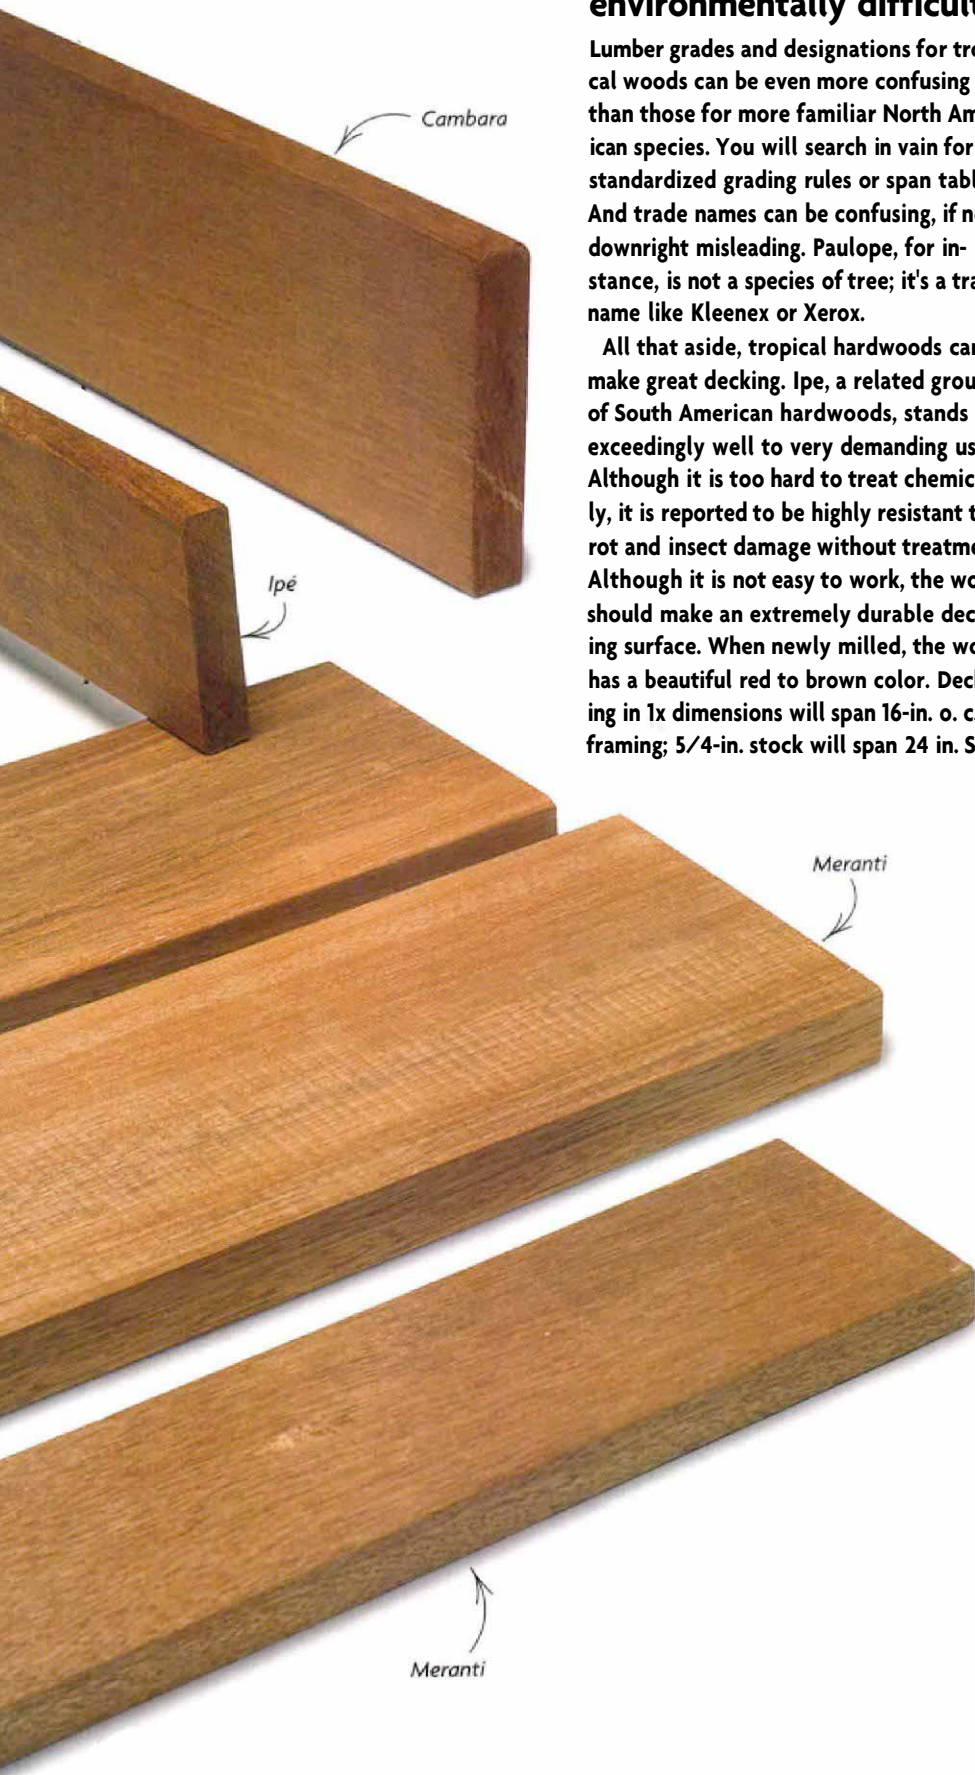 environmentally difficult
Lumber grades and designations for tro
cal woods can be even more confusing
than those for more familiar North Am
ican species. You will search in vain for
standardized grading rules or span tabl
And trade names can be confusing, if n
downright misleading. Paulope, for in-
stance, is not a species of tree; it's a tra
name like Kleenex or Xerox.
All that aside, tropical hardwoods can
make great decking. Ipe, a related grou
of South American hardwoods, stands
exceedingly well to very demanding us
Although it is too hard to treat chemic
ly, it is reported to be highly resistant t
rot and insect damage without treatme
Although it is not easy to work, the wo
should make an extremely durable dec
ing surface. When newly milled, the wo
has a beautiful red to brown color. Deck
ing in 1x dimensions will span 16-in. o. c.
framing; 5/4-in. stock will span 24 in. S
Cambara
Ipé
Meranti
Meranti